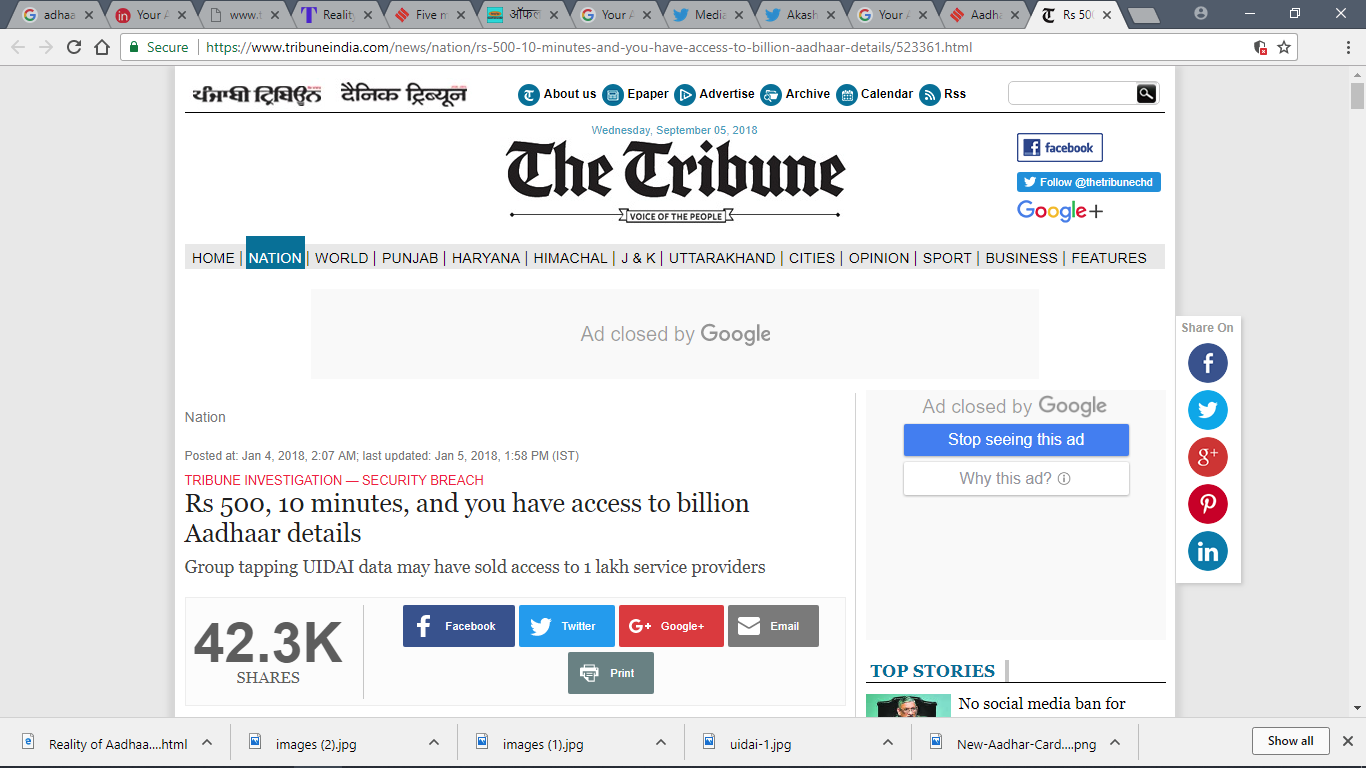 adhaa
Your A
www.t
Reality
Five m
ऑफल
Your A
Media
Akash
Your A
Aadha
Rs 500
Secure
https://www.tribuneindia.com/news/nation/rs-500-10-minutes-and-you-have-access-to-billion-aadhaar-details/523361.html
ਪੰਜਾਬੀ ਟ੍ਰਿਬਿਊਨ
दैनिक ट्रिब्यून
About us
Epaper
Advertise
Archive
Calendar
Rss
Wednesday, September 05, 2018
The Tribune
VOICE OF THE PEOPLE
facebook
Follow @thetribunechd
Google+
HOME | NATION | WORLD | PUNJAB | HARYANA | HIMACHAL | J & K | UTTARAKHAND | CITIES | OPINION | SPORT | BUSINESS | FEATURES
Ad closed by Google
Share On
Nation
Posted at: Jan 4, 2018, 2:07 AM; last updated: Jan 5, 2018, 1:58 PM (IST)
TRIBUNE INVESTIGATION — SECURITY BREACH
Rs 500, 10 minutes, and you have access to billion
Aadhaar details
Group tapping UIDAI data may have sold access to 1 lakh service providers
42.3K
SHARES
Facebook
Twitter
G+ Google+
Email
Print
Ad closed by Google
Stop seeing this ad
Why this ad?
TOP STORIES
No social media ban for
Reality of Aadhaa....html
images (2).jpg
images (1).jpg
uidai-1.jpg
New-Aadhar-Card....png
Show all